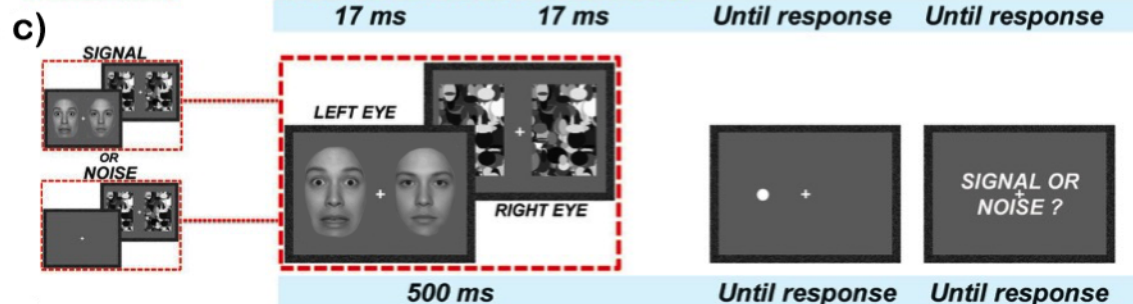 17 ms 17 ms Until response Until response
c)
SIGNAL
OR
NOISE
LEFT EYE
RIGHT EYE
SIGNAL OR
NOISE ?
500 ms Until response Until response